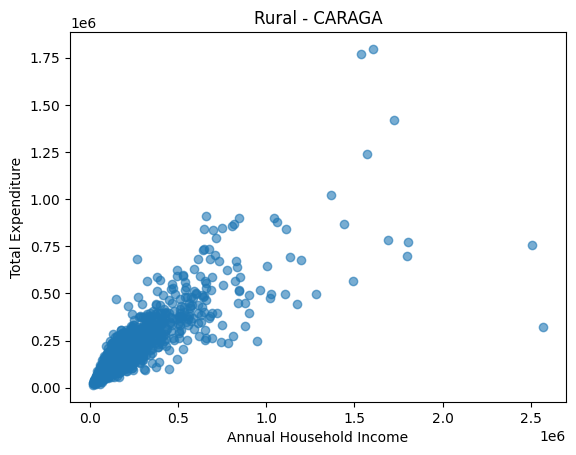 Rural - CARAGA
1e6
1.75
1.50
1.25
1.00
0.75
0.50
0.25
0.00
Total Expenditure
0.0 0.5 1.0 1.5 2.0 2.5
1e6
Annual Household Income